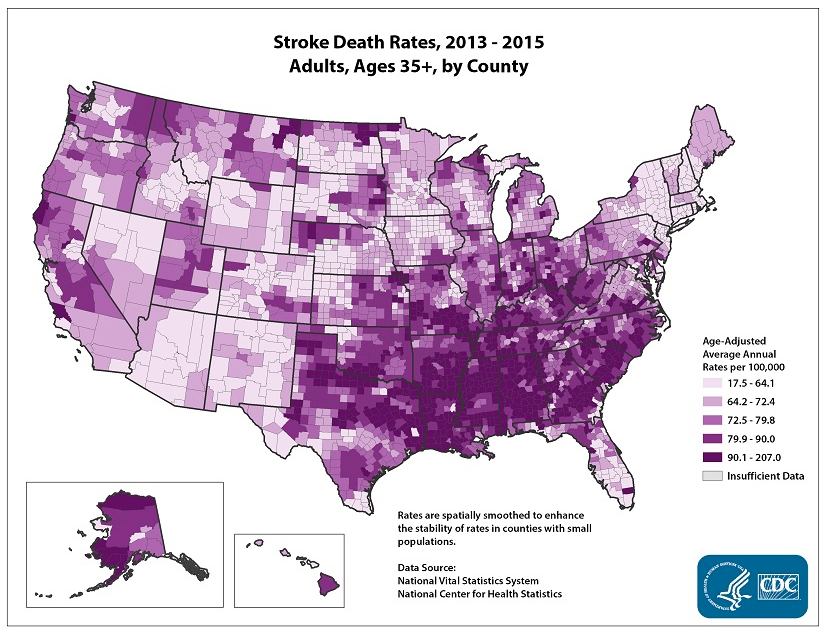 Stroke Death Rates, 2013 - 2015
Adults, Ages 35+, by County
Age-Adjusted
Average Annual
Rates per 100,000
17.5 - 64.1
64.2 - 72.4
72.5 - 79.8
79.9 - 90.0
90.1 - 207.0
Insufficient Data
Rates are spatially smoothed to enhance
the stability of rates in counties with small
populations.
Data Source:
National Vital Statistics System
National Center for Health Statistics
CDC